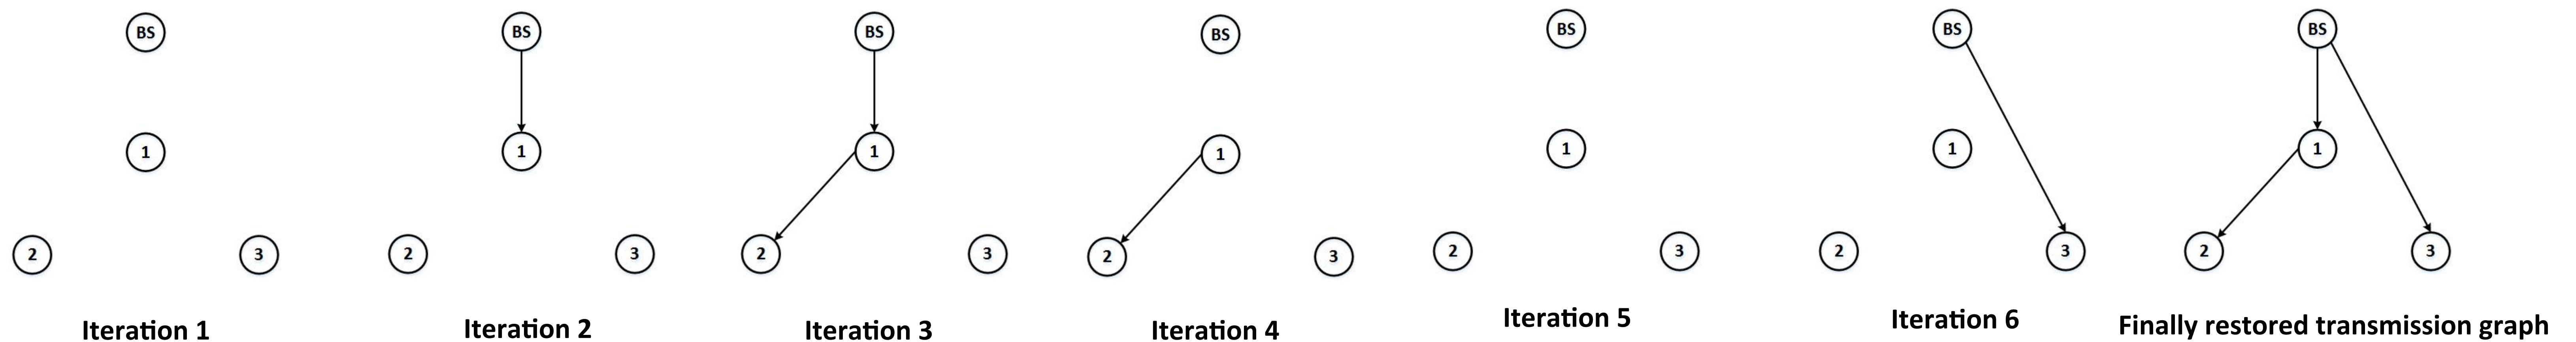 BS
1
2 3
Iteration 1
BS
1
2 3
Iteration 2
BS
1
2 3
Iteration 3
BS
1
2 3
Iteration 4
BS
1
2 3
Iteration 5
BS
1
2 3
Iteration 6
BS
1
2 3
Finally restored transmission graph